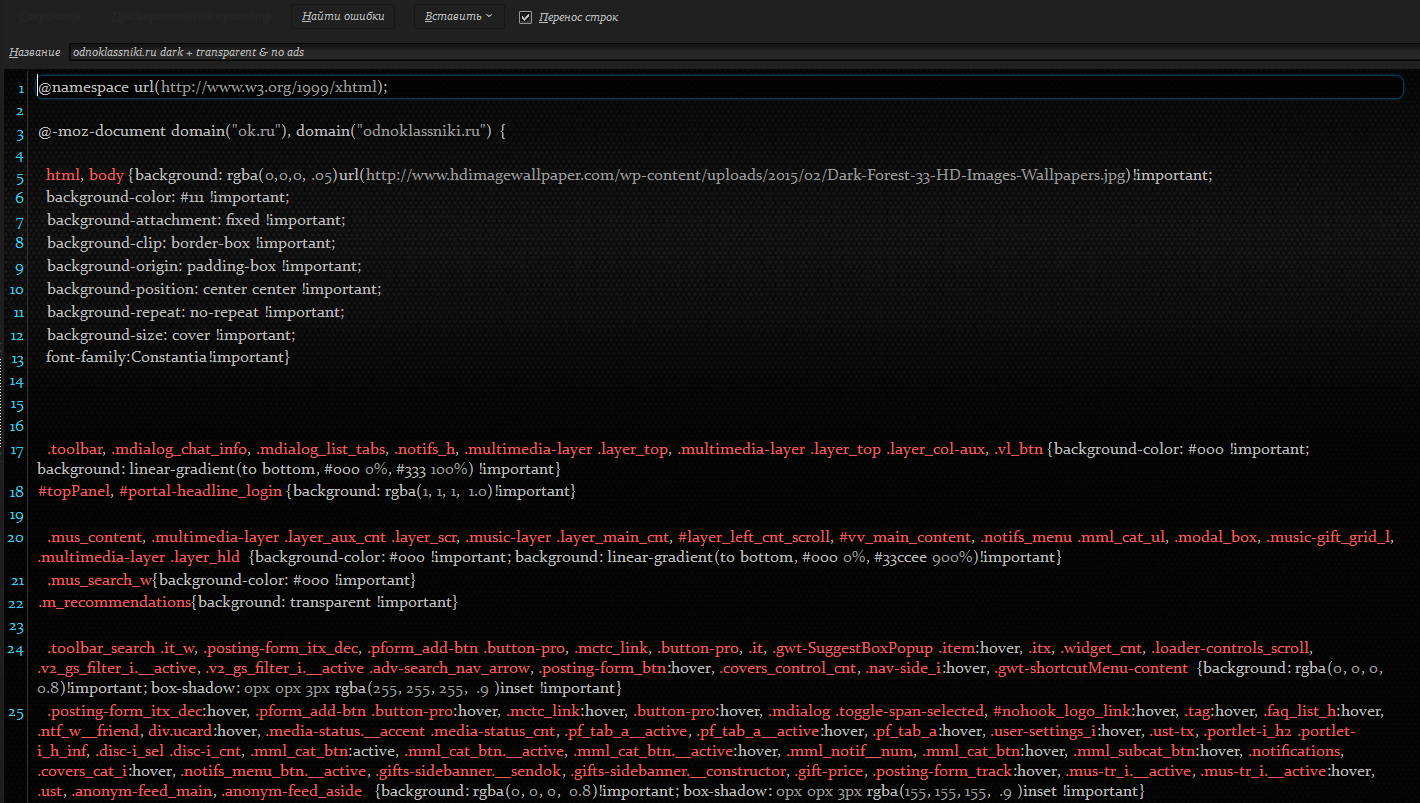 Найти ошибки
Вставить
Перенос строк
Название odnoklassniki.ru dark + transparent & no ads
1 @namespace url(http://www.w3.org/1999/xhtml);
2
3 @-moz-document domain("ok.ru"), domain("odnoklassniki.ru") {
4
5 html, body {background: rgba(0,0,0, .05)url(http://www.hdimagewallpaper.com/wp-content/uploads/2015/02/Dark-Forest-33-HD-Images-Wallpapers.jpg)!important;
6 background-color: #111 !important;
7 background-attachment: fixed !important;
8 background-clip: border-box !important;
9 background-origin: padding-box !important;
10 background-position: center center !important;
11 background-repeat: no-repeat !important;
12 background-size: cover !important;
13 font-family:Constantia!important}
14
15
16
17 .toolbar, .mdialog_chat_info, .mdialog_list_tabs, .notifs_h, .multimedia-layer .layer_top, .multimedia-layer .layer_top .layer_col-aux, .vl_btn {background-color: #000 !important;
background: linear-gradient(to bottom, #000 0%, #333 100%) !important}
18 #topPanel, #portal-headline_login {background: rgba(1, 1, 1, 1.0)!important}
19
20 .mus_content, .multimedia-layer .layer_aux_cnt .layer_scr, .music-layer .layer_main_cnt, #layer_left_cnt_scroll, #vv_main_content, .notifs_menu .mml_cat_ul, .modal_box, .music-gift_grid_l,
.multimedia-layer .layer_hld {background-color: #000 !important; background: linear-gradient(to bottom, #000 0%, #33ccee 900%)!important}
21 .mus_search_w{background-color: #000 !important}
22 .m_recommendations{background: transparent !important}
23
24 .toolbar_search .it_w, .posting-form_itx_dec, .pform_add-btn .button-pro, .mctc_link, .button-pro, .it, .gwt-SuggestBoxPopup .item:hover, .itx, .widget_cnt, .loader-controls_scroll,
.v2_gs_filter_i.__active, .v2_gs_filter_i.__active .adv-search_nav_arrow, .posting-form_btn:hover, .covers_control_cnt, .nav-side_i:hover, .gwt-shortcutMenu-content {background: rgba(0, 0, 0,
0.8)!important; box-shadow: 0px 0px 3px rgba(255, 255, 255, .9 )inset !important}
25 .posting-form_itx_dec:hover, .pform_add-btn .button-pro:hover, .mctc_link:hover, .button-pro:hover, .mdialog .toggle-span-selected, #nohook_logo_link:hover, .tag:hover, .faq_list_h:hover,
.ntf_w__friend, div.ucard:hover, .media-status.__accent .media-status_cnt, .pf_tab_a__active, .pf_tab_a__active:hover, .pf_tab_a:hover, .user-settings_i:hover, .ust-tx, .portlet-i_h2 .portlet-
i_h_inf, .disc-i_sel .disc-i_cnt, .mml_cat_btn:active, .mml_cat_btn.__active, .mml_cat_btn.__active:hover, .mml_notif__num, .mml_cat_btn:hover, .mml_subcat_btn:hover, .notifications,
.covers_cat_i:hover, .notifs_menu_btn.__active, .gifts-sidebanner.__sendok, .gifts-sidebanner.__constructor, .gift-price, .posting-form_track:hover, .mus-tr_i.__active, .mus-tr_i.__active:hover,
.ust, .anonym-feed_main, .anonym-feed_aside {background: rgba(0, 0, 0, 0.8)!important; box-shadow: 0px 0px 3px rgba(155, 155, 155, .9 )inset !important}